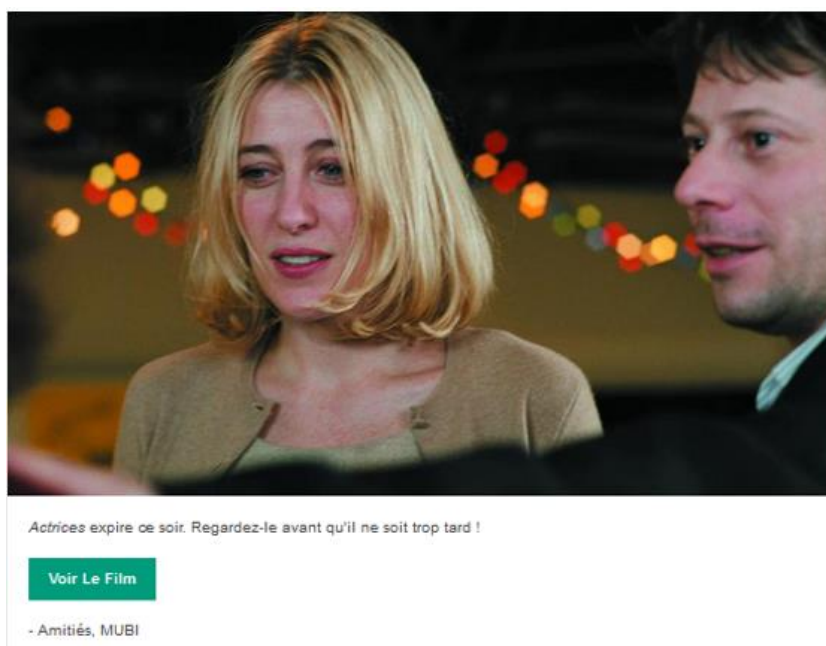 Actrices expire ce soir. Regardez-le avant qu'il ne soit trop tard !
Voir Le Film
- Amitiés, MUBI